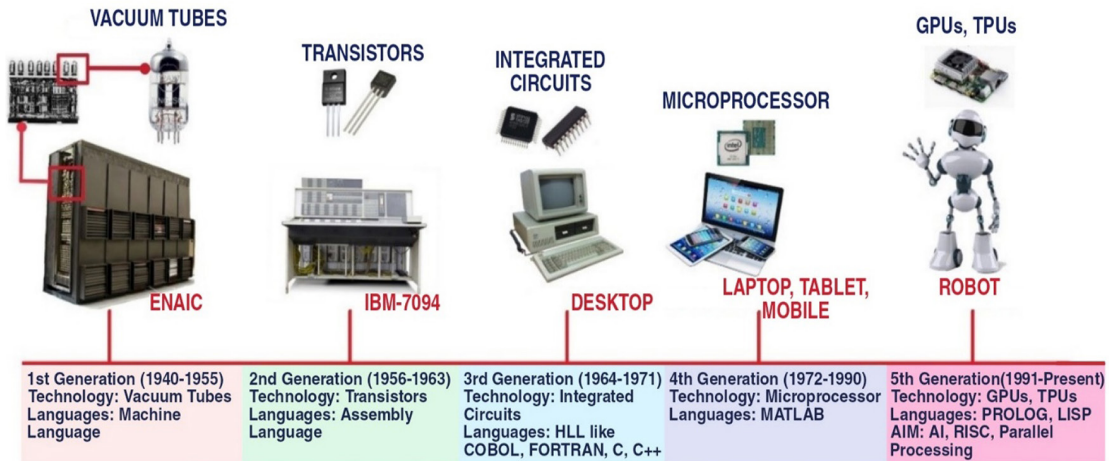 VACUUM TUBES
TRANSISTORS
INTEGRATED
CIRCUITS
MICROPROCESSOR
GPUs, TPUs
intel
ENAIC
IBM-7094
DESKTOP
LAPTOP, TABLET,
MOBILE
ROBOT
1st Generation (1940-1955)
Technology: Vacuum Tubes
Languages: Machine
Language
2nd Generation (1956-1963)
Technology: Transistors
Languages: Assembly
Language
3rd Generation (1964-1971)
Technology: Integrated
Circuits
Languages: HLL like
COBOL, FORTRAN, C, C++
4th Generation (1972-1990)
Technology: Microprocessor
Languages: MATLAB
5th Generation(1991-Present)
Technology: GPUs, TPUs
Languages: PROLOG, LISP
AIM: AI, RISC, Parallel
Processing